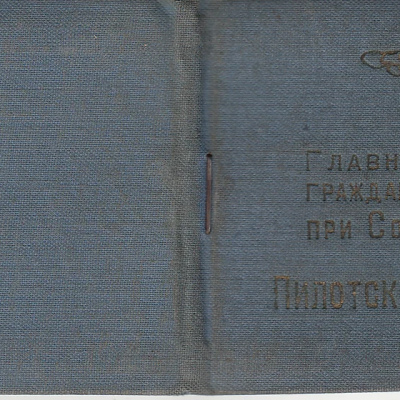 Главн
гражда
при Со
Пилотск